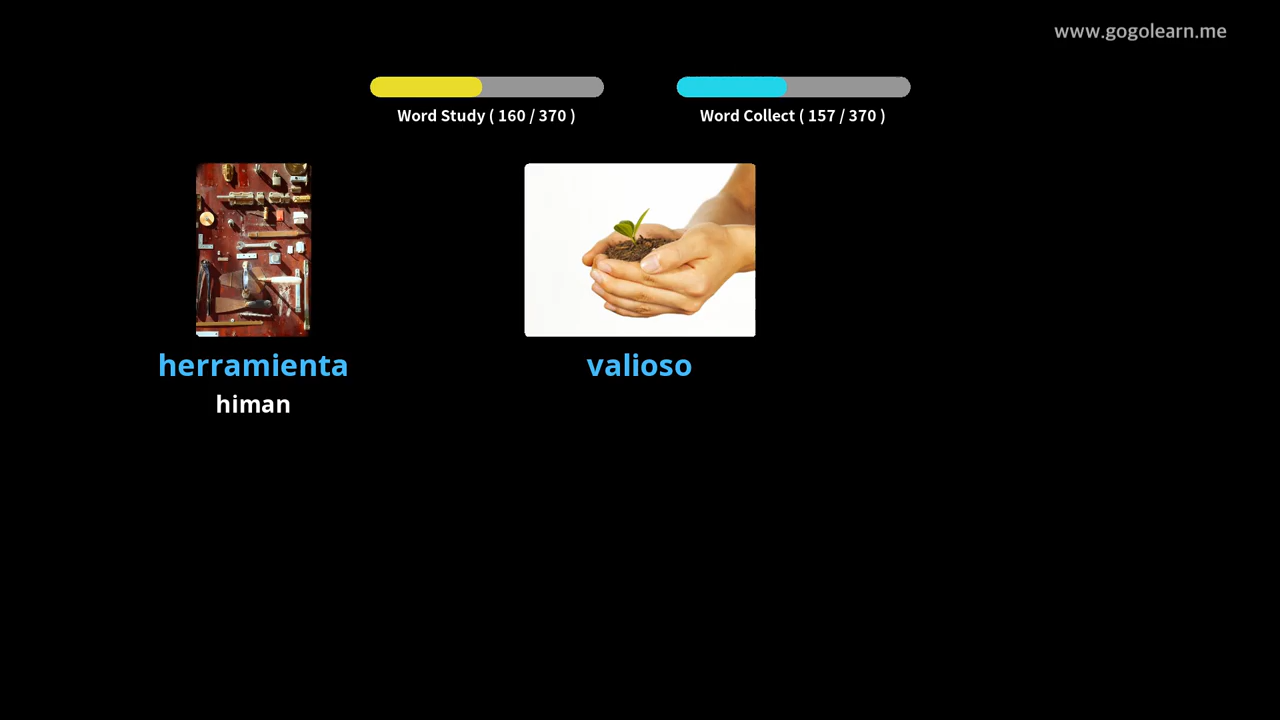 www.gogolearn.me
Word Study ( 160 / 370 )
Word Collect ( 157 / 370 )
herramienta
valioso
himan